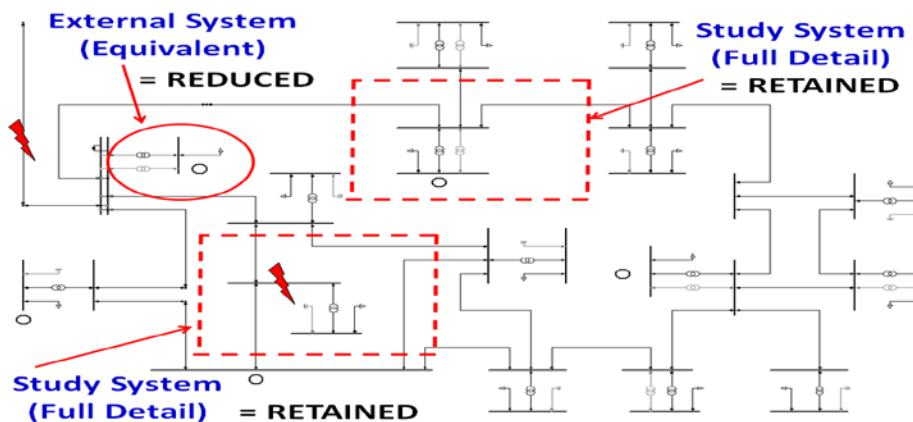 External System
(Equivalent)
= REDUCED
Study System
(Full Detail)
= RETAINED
...
Study System
(Full Detail) = RETAINED